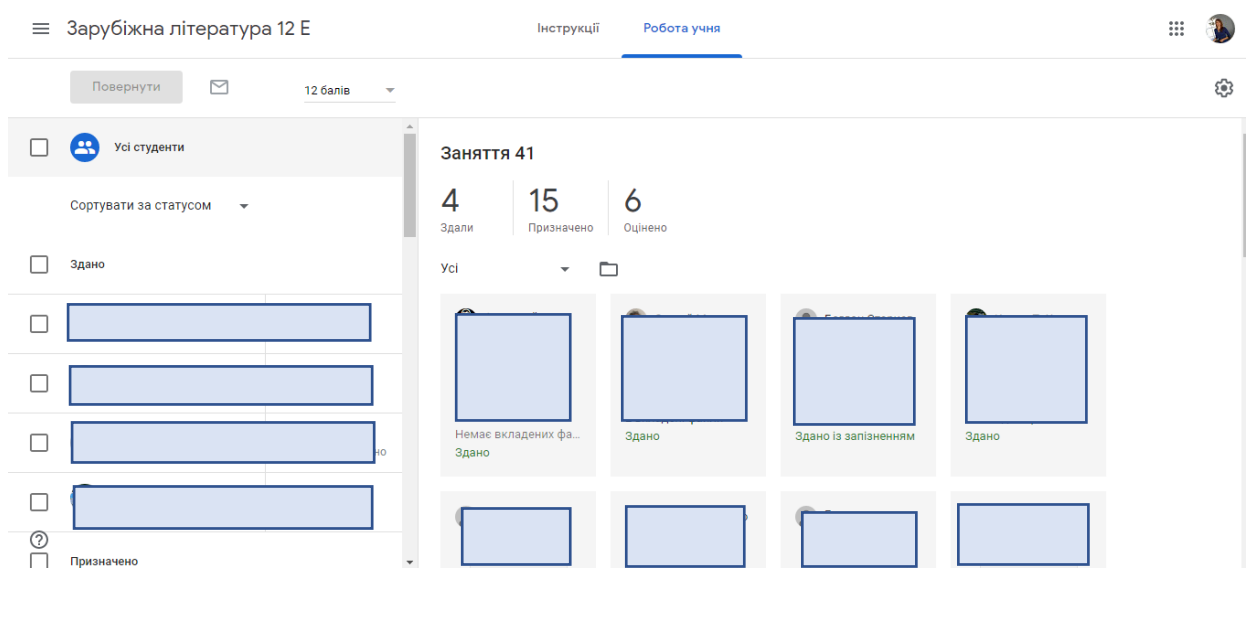 Зарубіжна література 12 Е
Інструкції
Робота учня
Повернути
12 балів
Усі студенти
Сортувати за статусом
Здано
Призначено
Заняття 41
4 15 6
Здали Призначено Оцінено
Усі
Немає вкладених фа...
Здано
Здано
Здано із запізненням
Здано